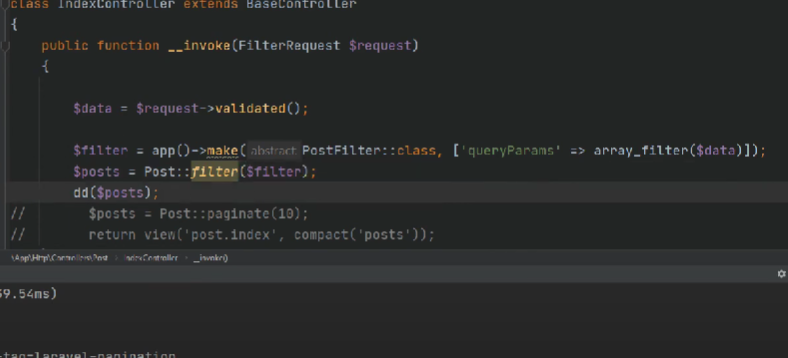 class IndexController extends BaseController
{
public function __invoke(FilterRequest $request)
{
$data = $request->validated();
$filter = app()->make( abstract: PostFilter::class, ['queryParams' => array_filter($data)]);
$posts = Post::filter($filter);
dd($posts);
// $posts = Post::paginate(10);
// return view('post.index', compact('posts'));
\App\Http\Controllers\Post › IndexController › __invoke()
59.54ms)
-tag=laravel-pagination